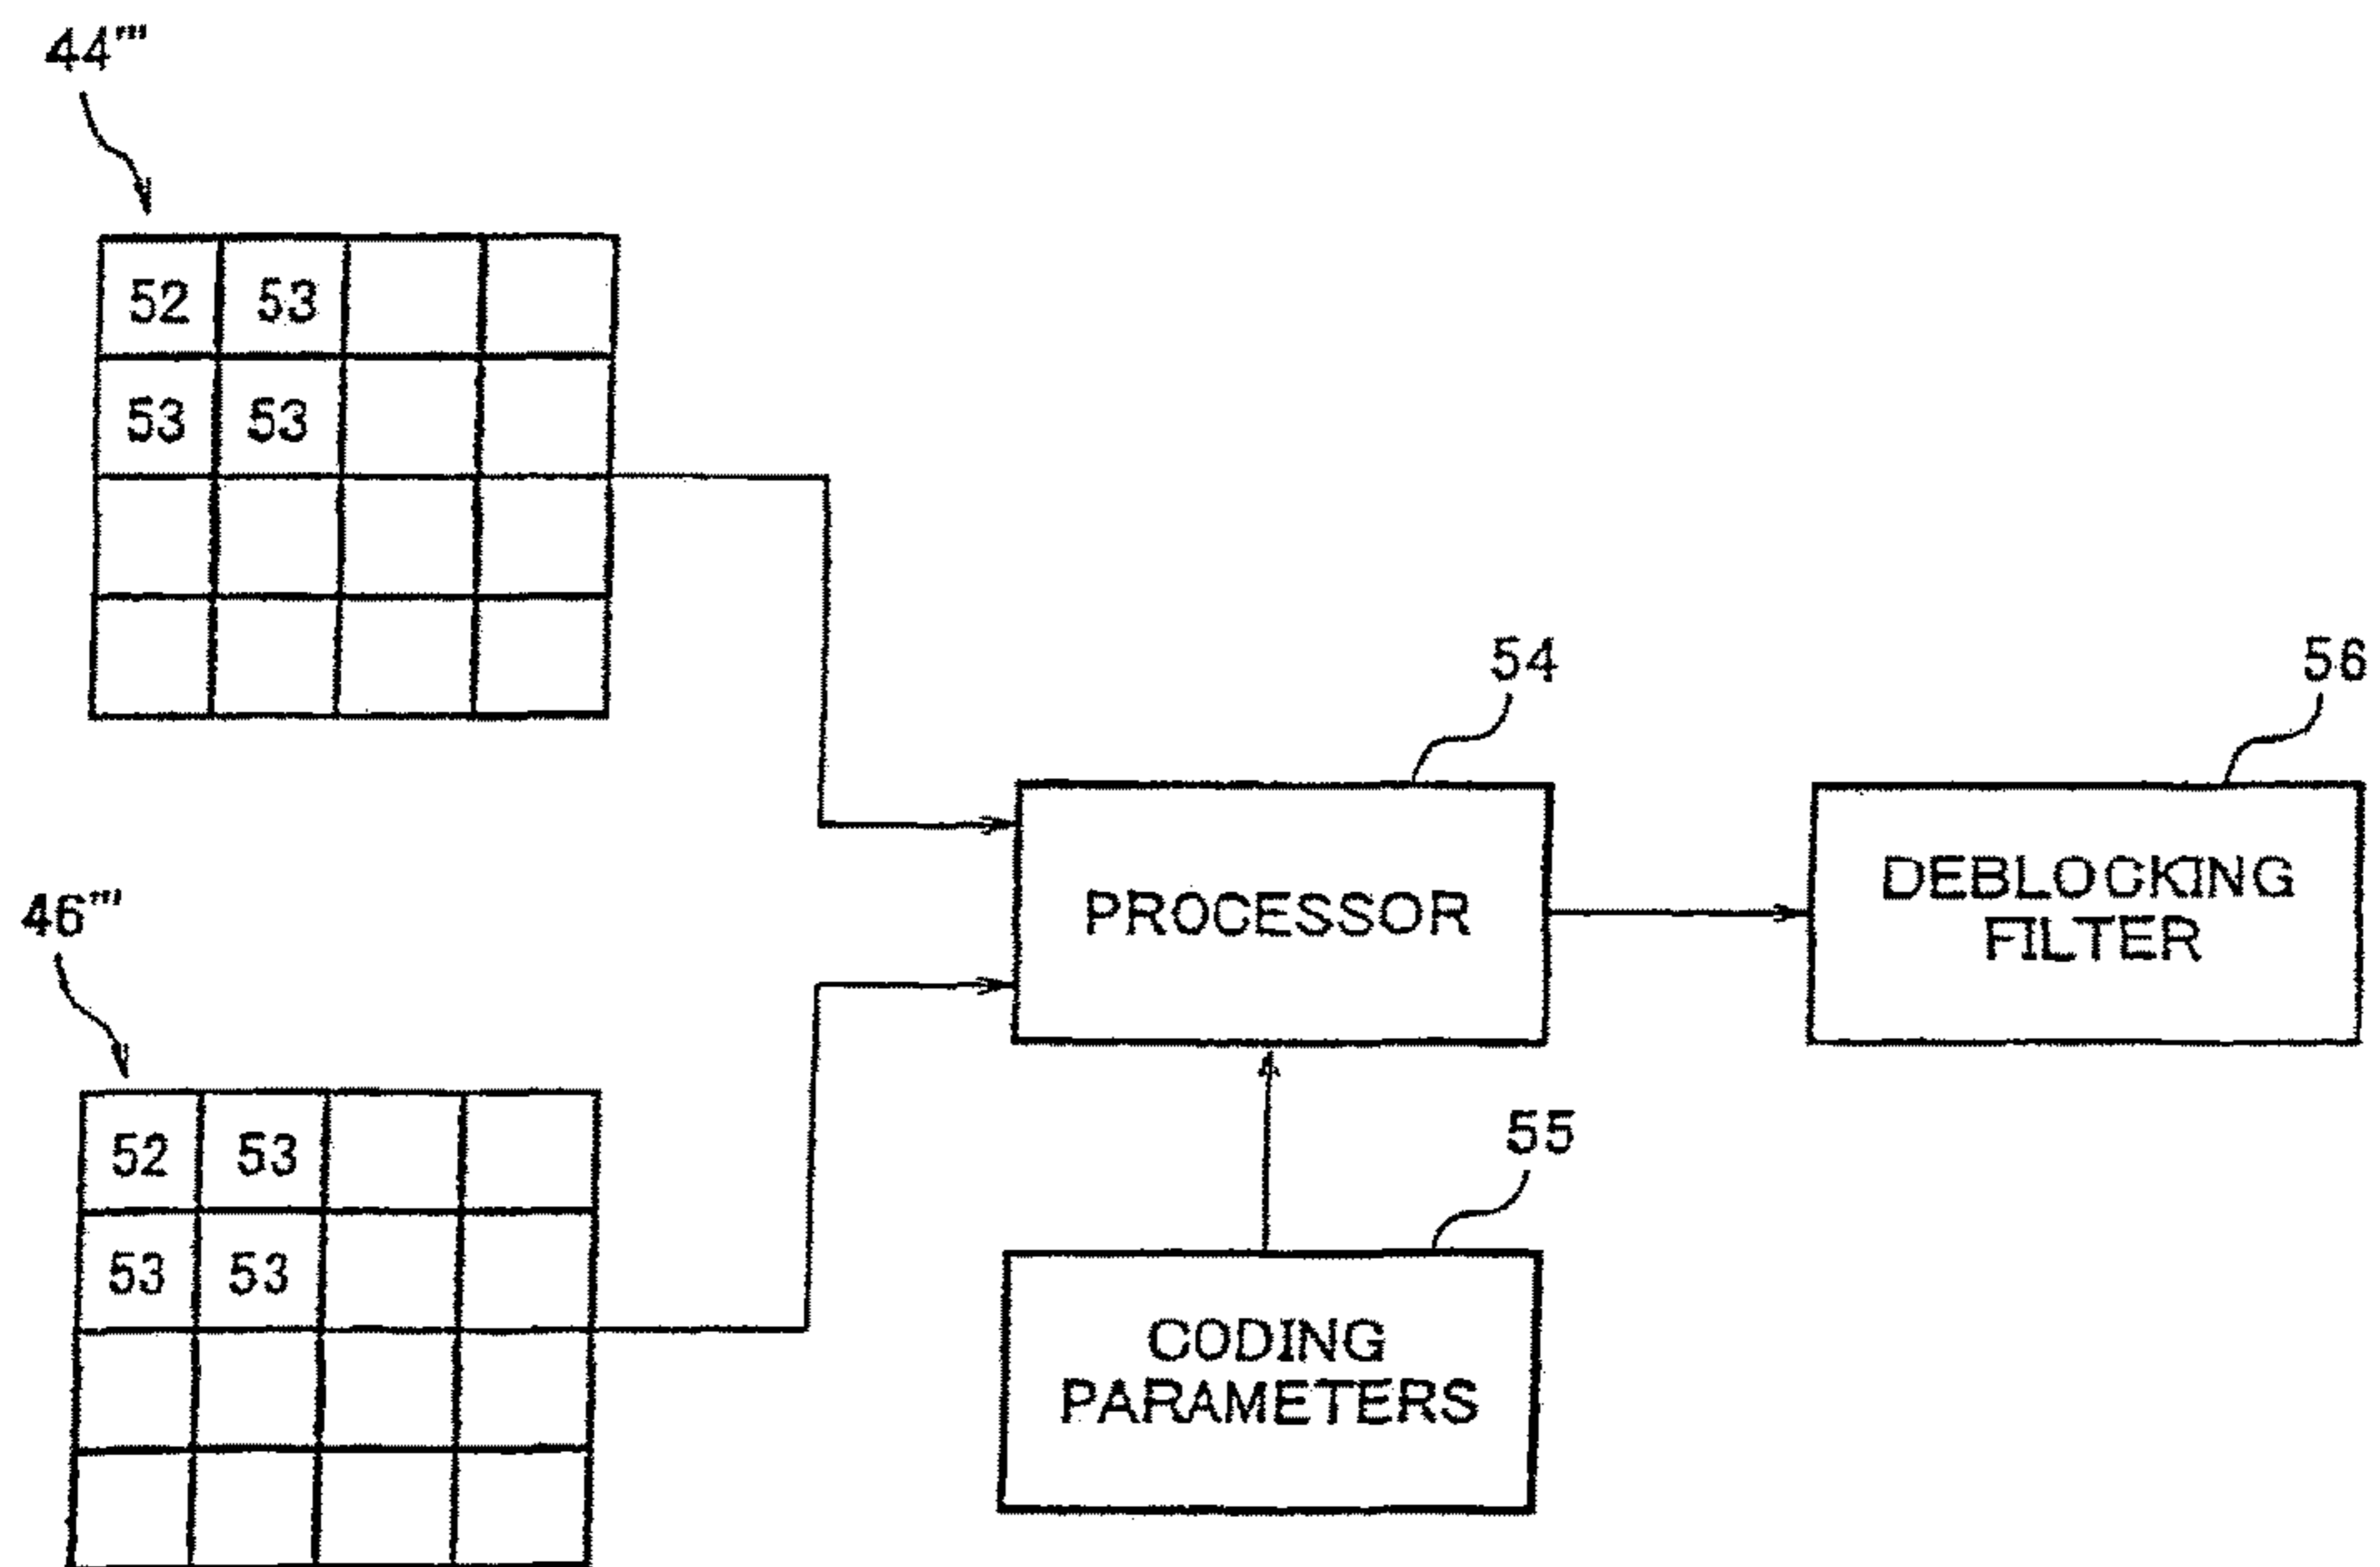 44'''
52 53
53 53
54
56
PROCESSOR
DEBLOCKING
FILTER
46'''
52 53
53 53
55
CODING
PARAMETERS